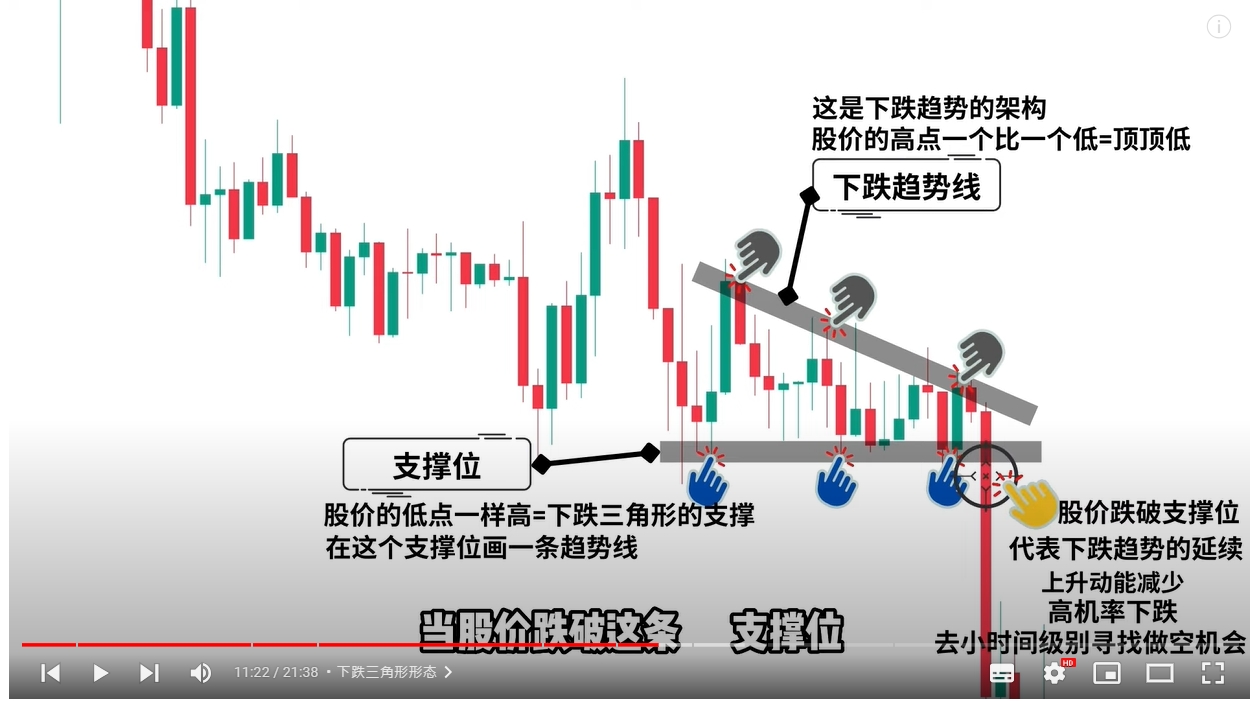 这是下跌趋势的架构
股价的高点一个比一个低=顶顶低
下跌趋势线
支撑位
股价的低点一样高=下跌三角形的支撑
在这个支撑位画一条趋势线
股价跌破支撑位
代表下跌趋势的延续
上升动能减少
高机率下跌
去小时间级别寻找做空机会
当股价跌破这条 支撑位
11:22 / 21:38 • 下跌三角形形态
HD